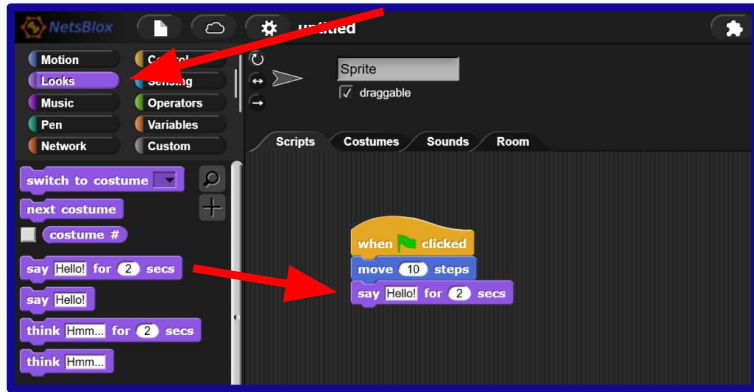 NetsBlox
untitled
Motion
Control
Looks
Sensing
Music
Operators
Pen
Variables
Network
Custom
Sprite
draggable
Scripts Costumes Sounds Room
switch to costume
next costume
costume #
say Hello! for 2 secs
say Hello!
think Hmm... for 2 secs
think Hmm...
when clicked
move 10 steps
say Hello! for 2 secs